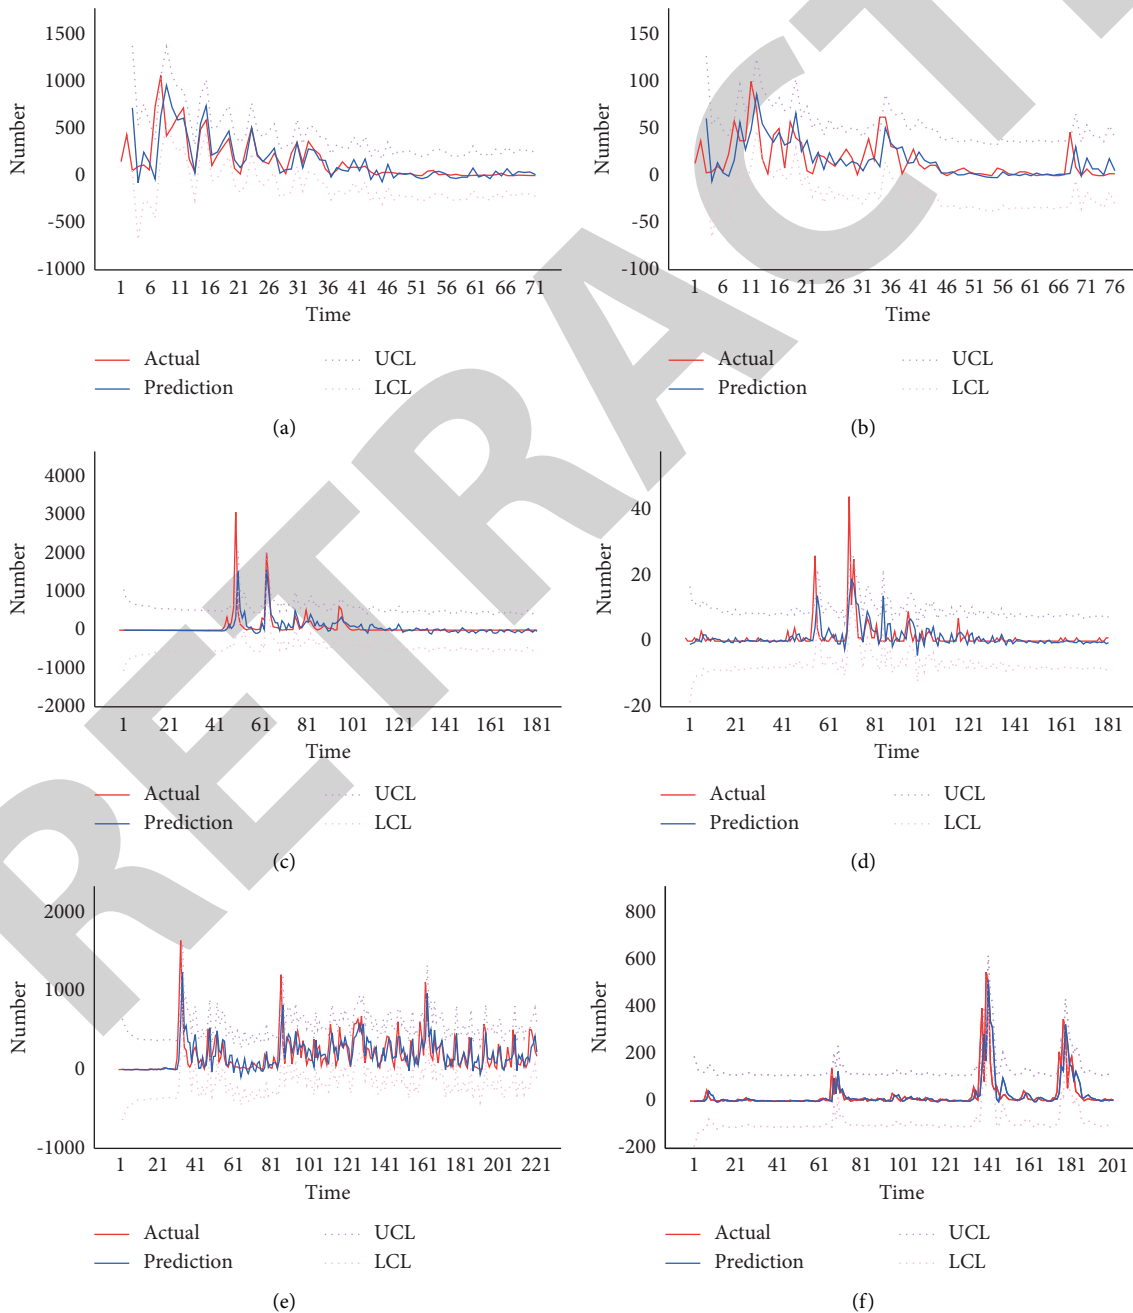 1500
1000
500
0
-500
-1000
Number
1 6 11 16 21 26 31 36 41 46 51 56 61 66 71
Time
Actual UCL
Prediction LCL
(a)
150
100
50
0
-50
-100
Number
1 6 11 16 21 26 31 36 41 46 51 56 61 66 71 76
Time
Actual UCL
Prediction LCL
(b)
4000
3000
2000
1000
0
-1000
-2000
Number
1 21 41 61 81 101 121 141 161 181
Time
Actual UCL
Prediction LCL
(c)
40
20
0
-20
Number
1 21 41 61 81 101 121 141 161 181
Time
Actual UCL
Prediction LCL
(d)
2000
1000
0
-1000
Number
1 21 41 61 81 101 121 141 161 181 201 221
Time
Actual UCL
Prediction LCL
(e)
800
600
400
200
0
-200
Number
1 21 41 61 81 101 121 141 161 181 201
Time
Actual UCL
Prediction LCL
(f)
RETRACTE